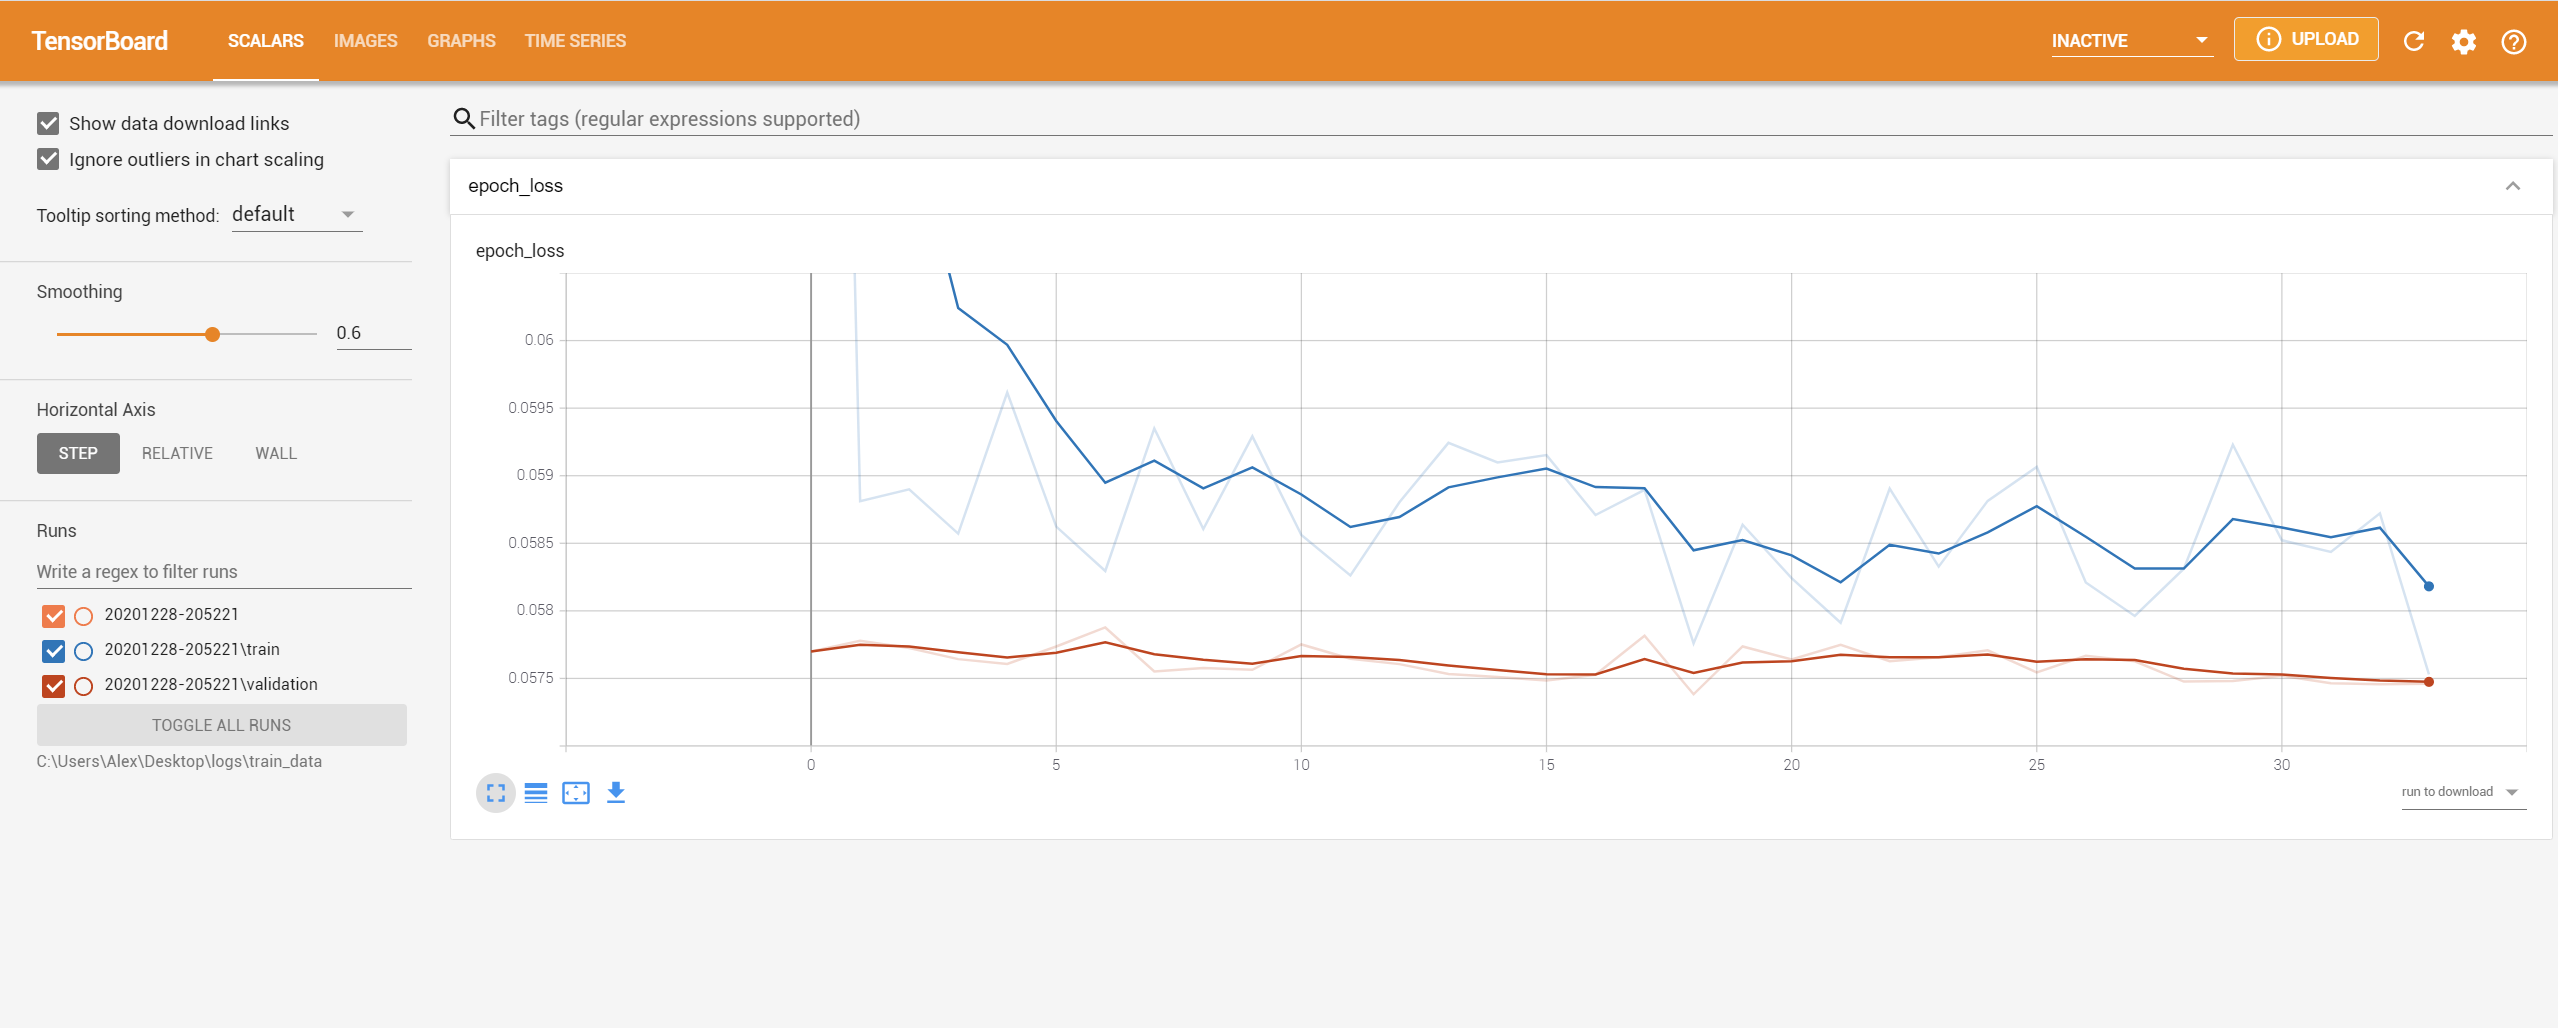 TensorBoard SCALARS IMAGES GRAPHS TIME SERIES INACTIVE UPLOAD
Show data download links
Ignore outliers in chart scaling
Tooltip sorting method: default
Smoothing
0.6
Horizontal Axis
STEP RELATIVE WALL
Runs
Write a regex to filter runs
20201228-205221
20201228-205221\train
20201228-205221\validation
TOGGLE ALL RUNS
C:\Users\Alex\Desktop\logs\train_data
Filter tags (regular expressions supported)
epoch_loss
epoch_loss
0.06
0.0595
0.059
0.0585
0.058
0.0575
0 5 10 15 20 25 30
run to download